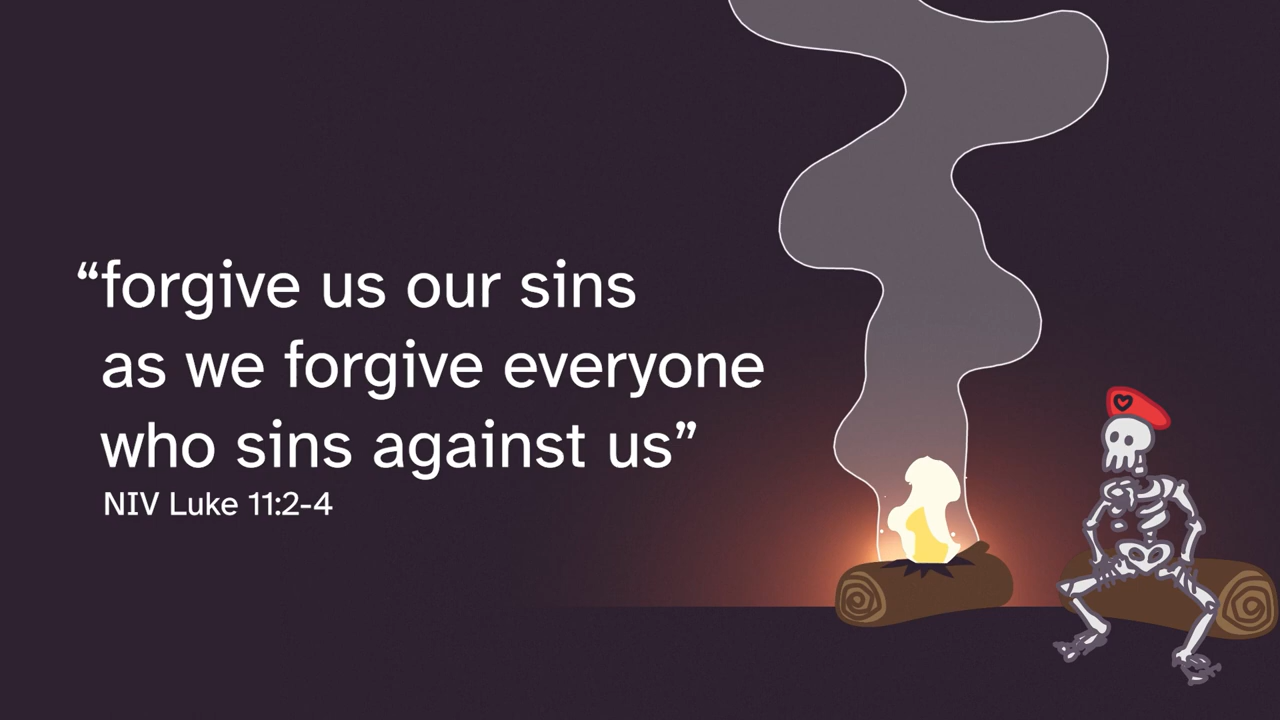 “forgive us our sins
as we forgive everyone
who sins against us”
NIV Luke 11:2-4